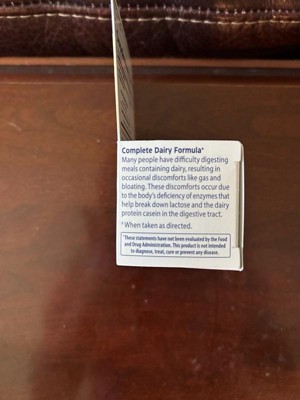 Complete Dairy Formula*
Many people have difficulty digesting
meals containing dairy, resulting in
occasional discomforts like gas and
bloating. These discomforts occur due
to the body's deficiency of enzymes that
help break down lactose and the dairy
protein casein in the digestive tract.
*When taken as directed.
*These statements have not been evaluated by the Food
and Drug Administration. This product is not intended
to diagnose, treat, cure or prevent any disease.